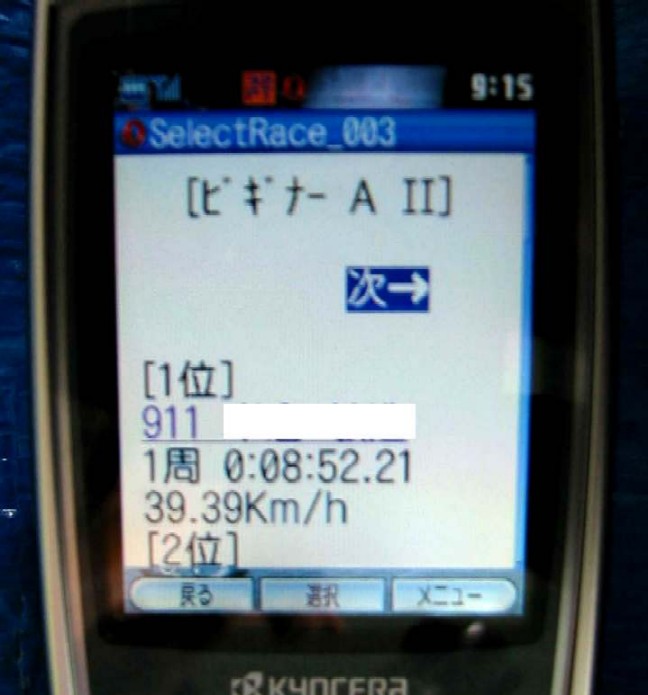 9:15
SelectRace_003
[ビギナー A II]
次→
[1位]
911
1周 0:08:52.21
39.39Km/h
[2位]
戻る 選択 メニュー
KYOCERA